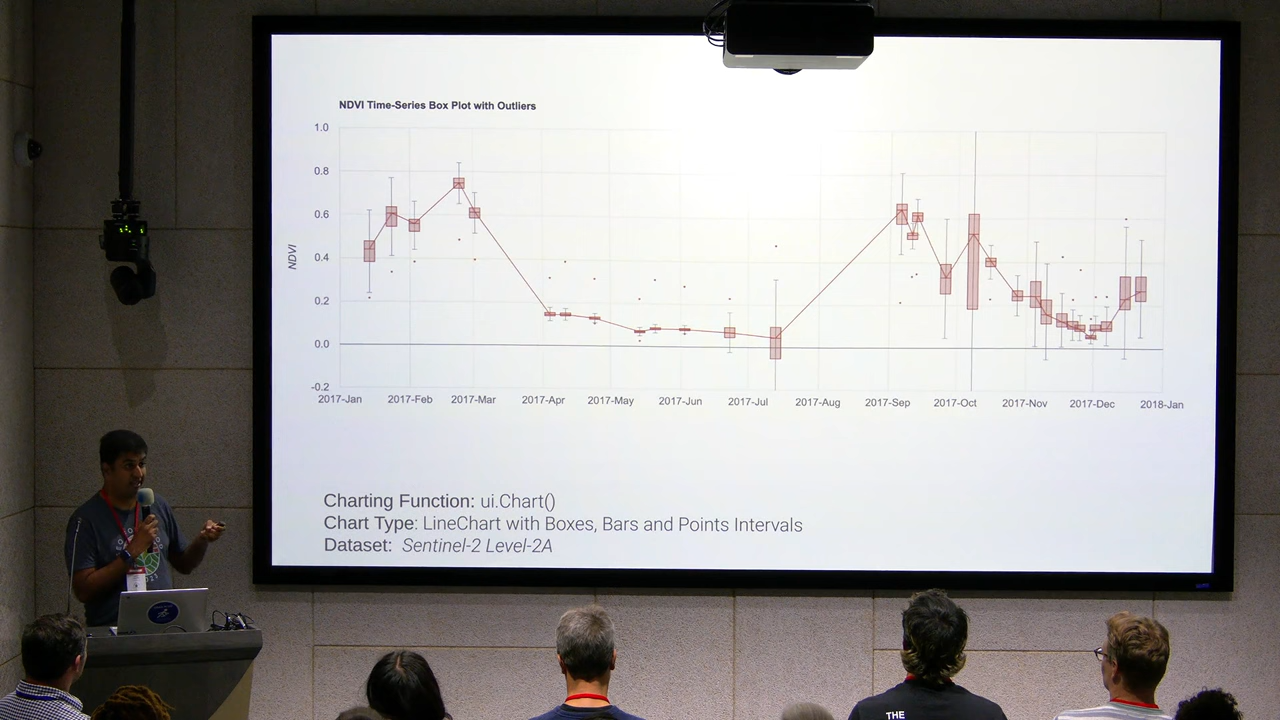 NDVI Time-Series Box Plot with Outliers
1.0
0.8
0.6
0.4
0.2
0.0
-0.2
NDVI
2017-Jan 2017-Feb 2017-Mar 2017-Apr 2017-May 2017-Jun 2017-Jul 2017-Aug 2017-Sep 2017-Oct 2017-Nov 2017-Dec 2018-Jan
Charting Function: ui.Chart()
Chart Type: LineChart with Boxes, Bars and Points Intervals
Dataset: Sentinel-2 Level-2A
THE